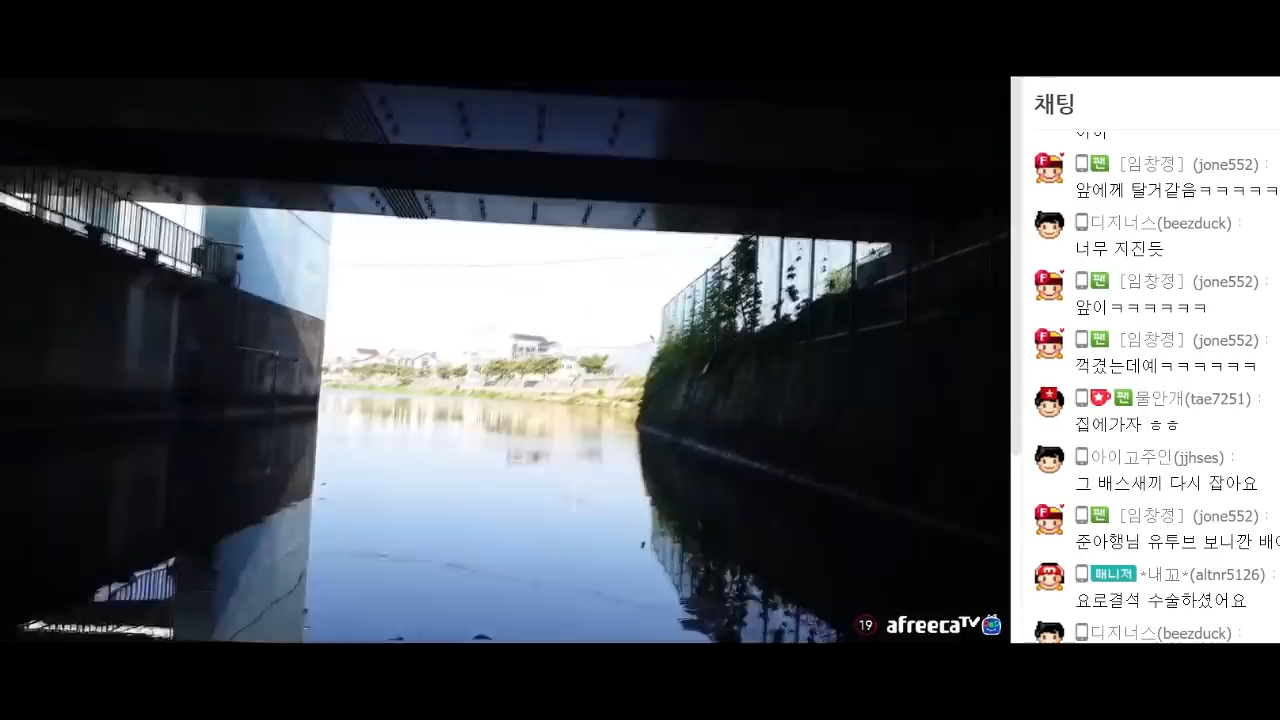 채팅
[임창정] (jone552) :
앞에께 탈거같음ㅋㅋㅋㅋㅋ
디지너스(beezduck) :
너무 지진듯
[임창정] (jone552) :
앞이ㅋㅋㅋㅋㅋㅋ
[임창정] (jone552) :
꺽겼는데예ㅋㅋㅋㅋㅋㅋ
팬 물안개(tae7251) :
집에가자 ㅎㅎ
아이고주인(jjhses) :
그 배스새끼 다시 잡아요
팬 [임창정] (jone552) :
준아행님 유투브 보니깐
매니저 *내꼬*(altnr5126) :
요로결석 수술하셨어요
디지너스(beezduck) :
19 afreecaTV